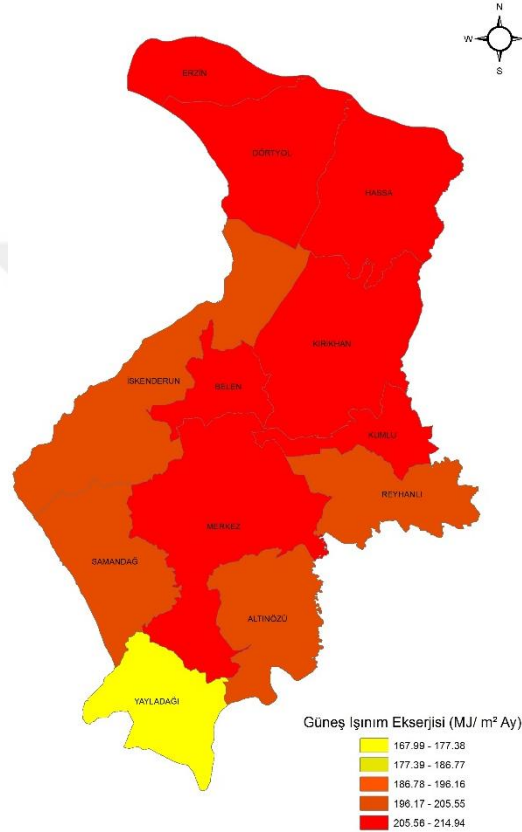 N
W
S
ERZİN
DÖRTYOL
HASSA
KIRIKHAN
İSKENDERUN
BELEN
KUMLU
REYHANLI
MERKEZ
SAMANDAĞ
ALTINÖZÜ
YAYLADAĞI
Güneş Işınım Ekserjisi (MJ/ m² Ay)
167.99 - 177.38
177.39 - 186.77
186.78 - 196.16
196.17 - 205.55
205.56 - 214.94